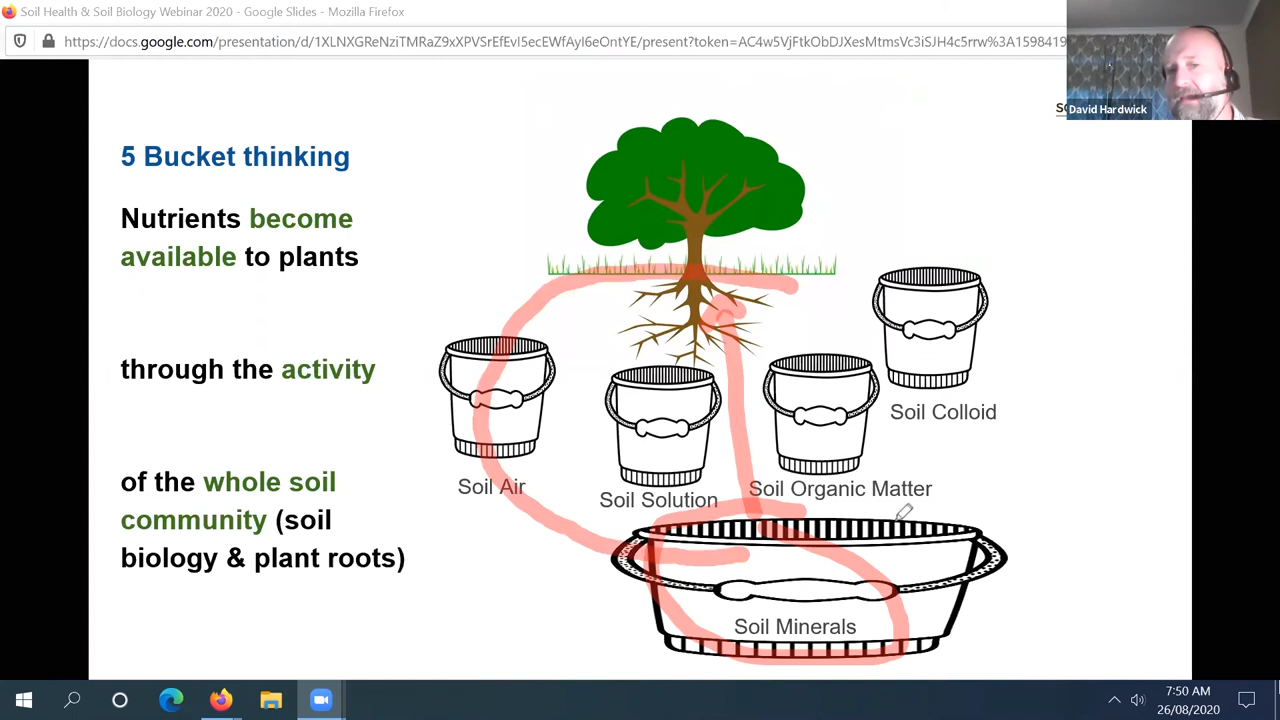 Soil Health & Soil Biology Webinar 2020 - Google Slides - Mozilla Firefox
https://docs.google.com/presentation/d/1XLNXGReNziTMRaZ9xXPVSrEfEvI5ecEWfAyI6eOntYE/present?token=AC4w5VjFtkObDJXesMtmsVc3iSJH4c5rrw%3A1598419
David Hardwick
5 Bucket thinking
Nutrients become
available to plants
through the activity
of the whole soil
community (soil
biology & plant roots)
Soil Colloid
Soil Air
Soil Solution
Soil Organic Matter
Soil Minerals
7:50 AM
26/08/2020